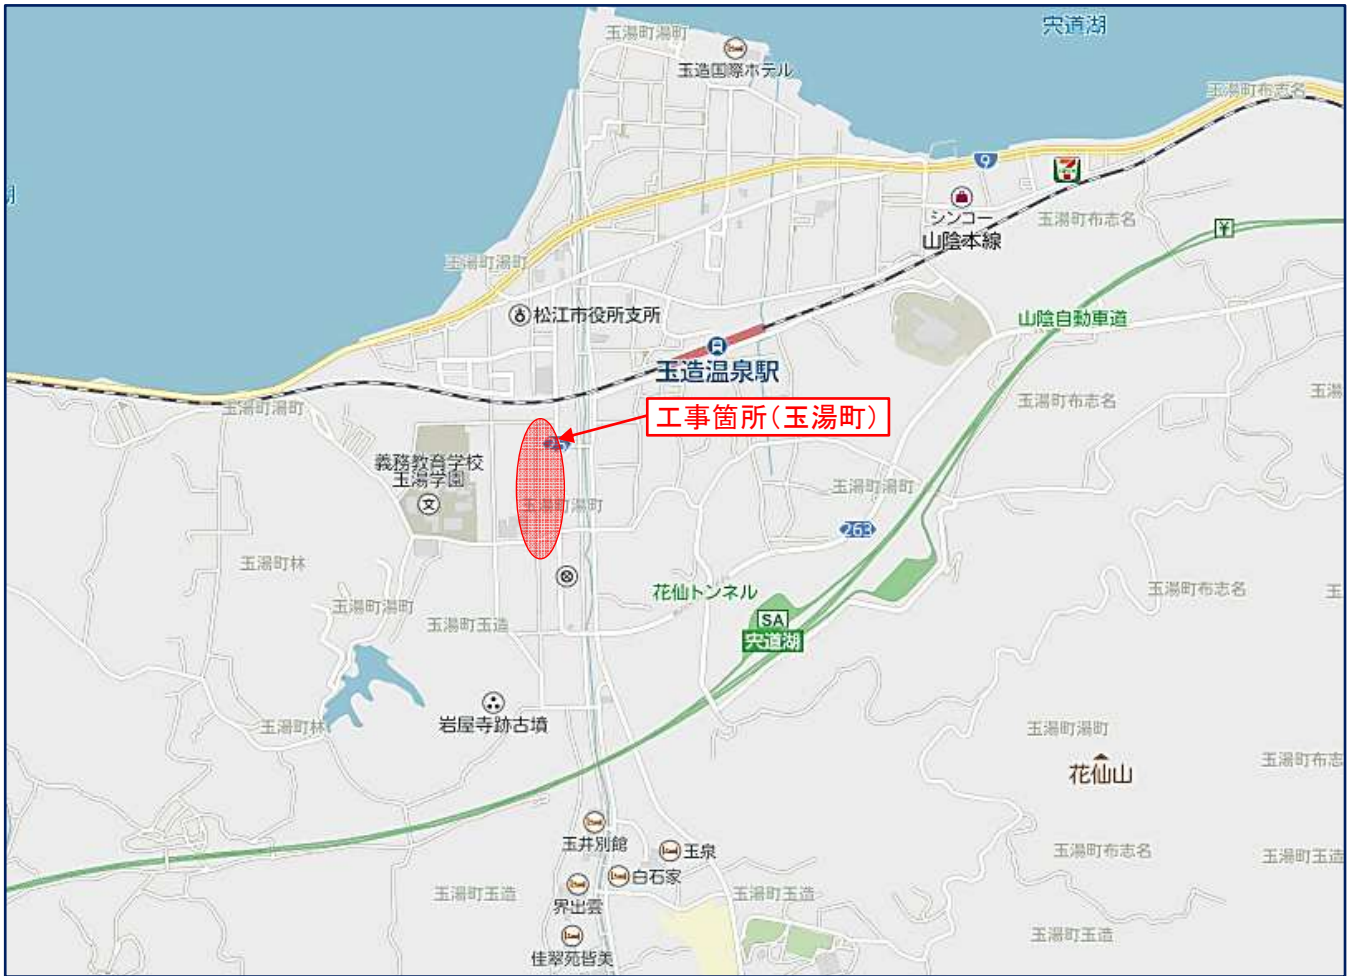 宍道湖
玉湯町湯町
玉造国際ホテル
玉湯町布志名
9
シンコー
玉湯町布志名
山陰本線
¥
玉湯町湯町
松江市役所支所
山陰自動車道
玉造温泉駅
玉湯町布志名
玉湯町湯町
工事箇所(玉湯町)
義務教育学校
玉湯学園
文
玉湯町湯町
玉湯町湯町
263
玉湯町林
花仙トンネル
玉湯町布志名
玉湯町湯町
玉湯町玉造
SA
宍道湖
岩屋寺跡古墳
玉湯町林
玉湯町湯町
花仙山
玉湯町布志
玉井別館
玉泉
玉湯町布志名
玉湯町玉造
白石家
玉湯町玉造
界出雲
玉湯町玉造
玉湯町玉造
佳翠苑皆美